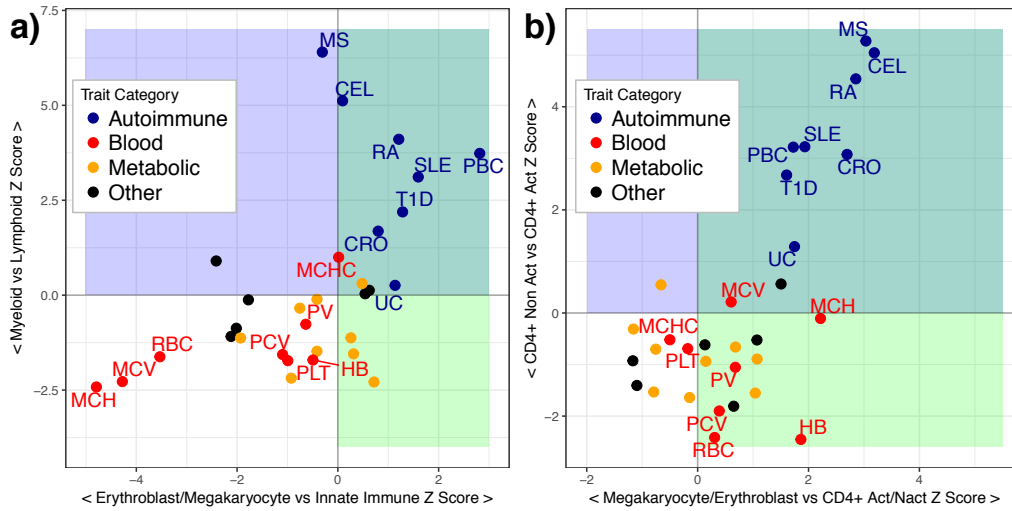 a)
7.5
5.0
2.5
0.0
−2.5
< Myeloid vs Lymphoid Z Score >
Trait Category
Autoimmune
Blood
Metabolic
Other
MS
CEL
RA
SLE
PBC
T1D
CRO
MCHC
UC
PV
RBC
PCV
MCV
PLT
HB
MCH
−4
−2
0
2
< Erythroblast/Megakaryocyte vs Innate Immune Z Score >
b)
4
2
0
−2
< CD4+ Non Act vs CD4+ Act Z Score >
Trait Category
Autoimmune
Blood
Metabolic
Other
MS
CEL
RA
SLE
PBC
CRO
T1D
UC
MCV
MCH
MCHC
PLT
PV
PCV
HB
RBC
−2
0
2
4
< Megakaryocyte/Erythroblast vs CD4+ Act/Nact Z Score >